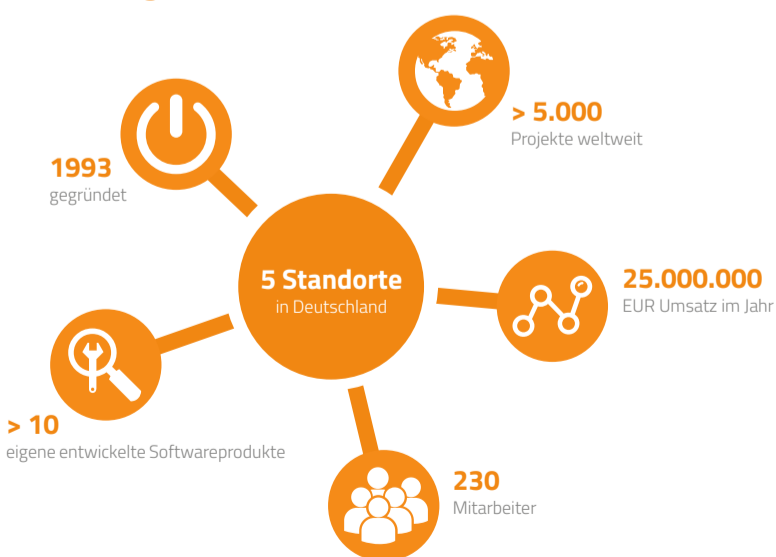 > 5.000
Projekte weltweit
1993
gegründet
5 Standorte
in Deutschland
25.000.000
EUR Umsatz im Jahr
> 10
eigene entwickelte Softwareprodukte
230
Mitarbeiter